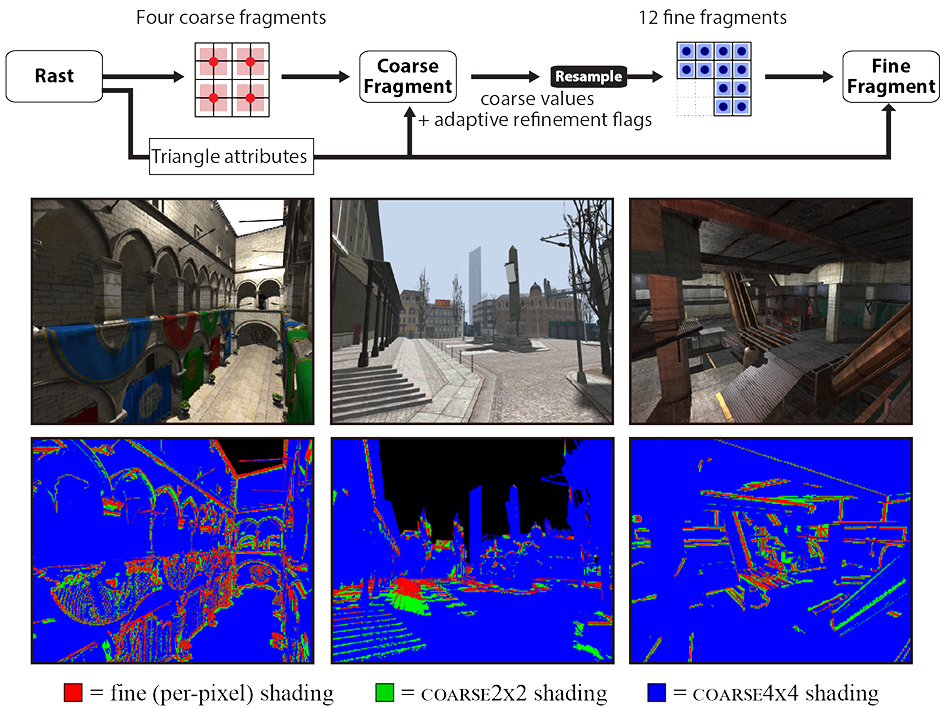 Four coarse fragments
12 fine fragments
Rast
Coarse
Fragment
Resample
Fine
Fragment
coarse values
+ adaptive refinement flags
Triangle attributes
= fine (per-pixel) shading
= COARSE2x2 shading
= COARSE4x4 shading